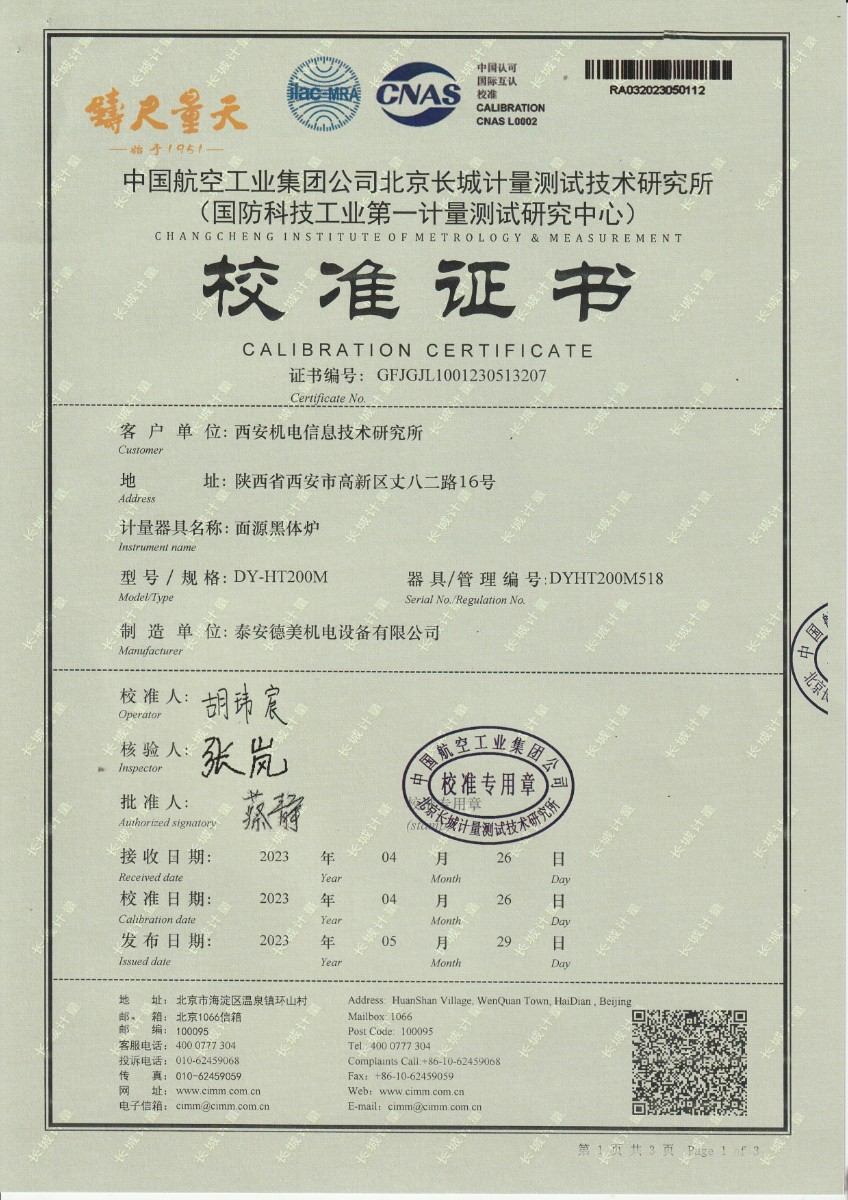 鑄尺量天
始于1951
ilac-MRA
CNAS
中国认可
国际互认
校准
CALIBRATION
CNAS L0002
RA032023050112
中国航空工业集团公司北京长城计量测试技术研究所
（国防科技工业第一计量测试研究中心）
CHANGCHENG INSTITUTE OF METROLOGY & MEASUREMENT
校准证书
CALIBRATION CERTIFICATE
证书编号: GFJGJL1001230513207
Certificate No.
客户单位: 西安机电信息技术研究所
Customer
地址: 陕西省西安市高新区丈八二路16号
Address
计量器具名称: 面源黑体炉
Instrument name
型号/规格: DY-HT200M 器具/管理编号:DYHT200M518
Model/Type Serial No./Regulation No.
制造单位: 泰安德美机电设备有限公司
Manufacturer
校准人: 胡玮宸
Operator
核验人: 张岚
Inspector
批准人: 蔡静
Authorized signatory
中国航空工业集团公司
校准专用章
北京长城计量测试技术研究所
接收日期: 2023 年 04 月 26 日
Received date Year Month Day
校准日期: 2023 年 04 月 26 日
Calibration date Year Month Day
发布日期: 2023 年 05 月 29 日
Issued date Year Month Day
地址: 北京市海淀区温泉镇环山村 Address: HuanShan Village, WenQuan Town, HaiDian , Beijing
邮箱: 北京1066信箱 Mailbox: 1066
邮编: 100095 Post Code: 100095
客服电话: 400 0777 304 Tel: 400 0777 304
投诉电话: 010-62459068 Complaints Call:+86-10-62459068
传真: 010-62459059 Fax: +86-10-62459059
网址: www.cimm.com.cn Web: www.cimm.com.cn
电子信箱: cimm@cimm.com.cn E-mail: cimm@cimm.com.cn
第 1 页 共 3 页 Page 1 of 3